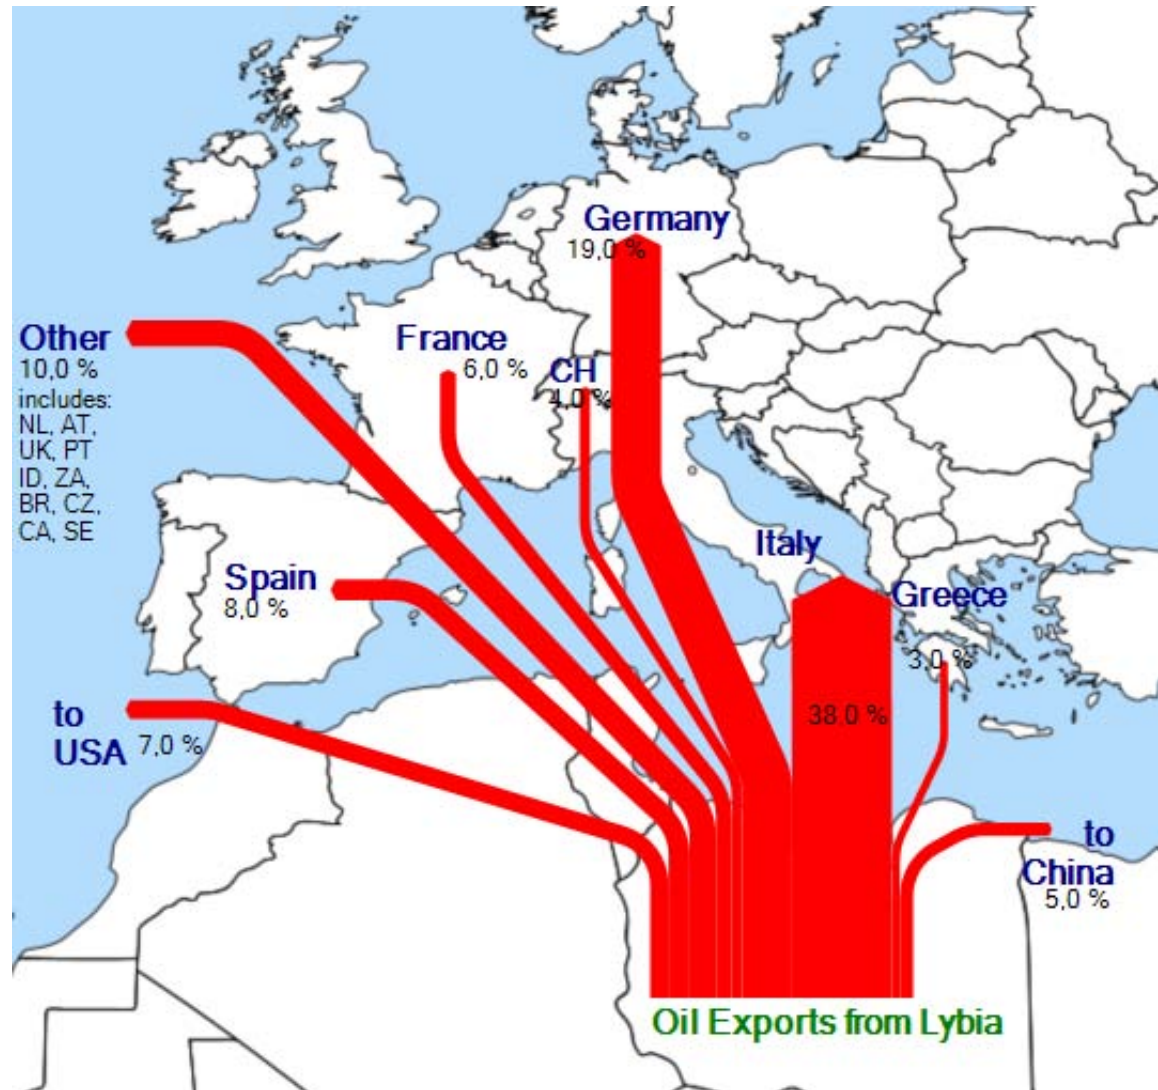 Germany
19,0 %
Other
10,0 %
includes:
NL, AT,
UK, PT
ID, ZA,
BR, CZ,
CA, SE
France
6,0 %
CH
4,0 %
Italy
38,0 %
Spain
8,0 %
Greece
3,0 %
to
USA
7,0 %
to
China
5,0 %
Oil Exports from Lybia